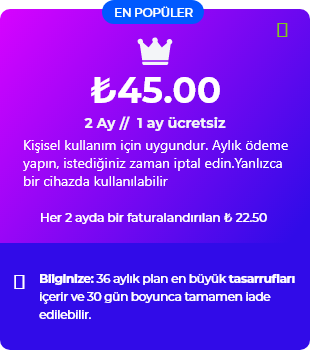 EN POPÜLER
₺45.00
2 Ay // 1 ay ücretsiz
Kişisel kullanım için uygundur. Aylık ödeme
yapın, istediğiniz zaman iptal edin.Yanlızca
bir cihazda kullanılabilir
Her 2 ayda bir faturalandırılan ₺ 22.50
Bilginize: 36 aylık plan en büyük tasarrufları
içerir ve 30 gün boyunca tamamen iade
edilebilir.